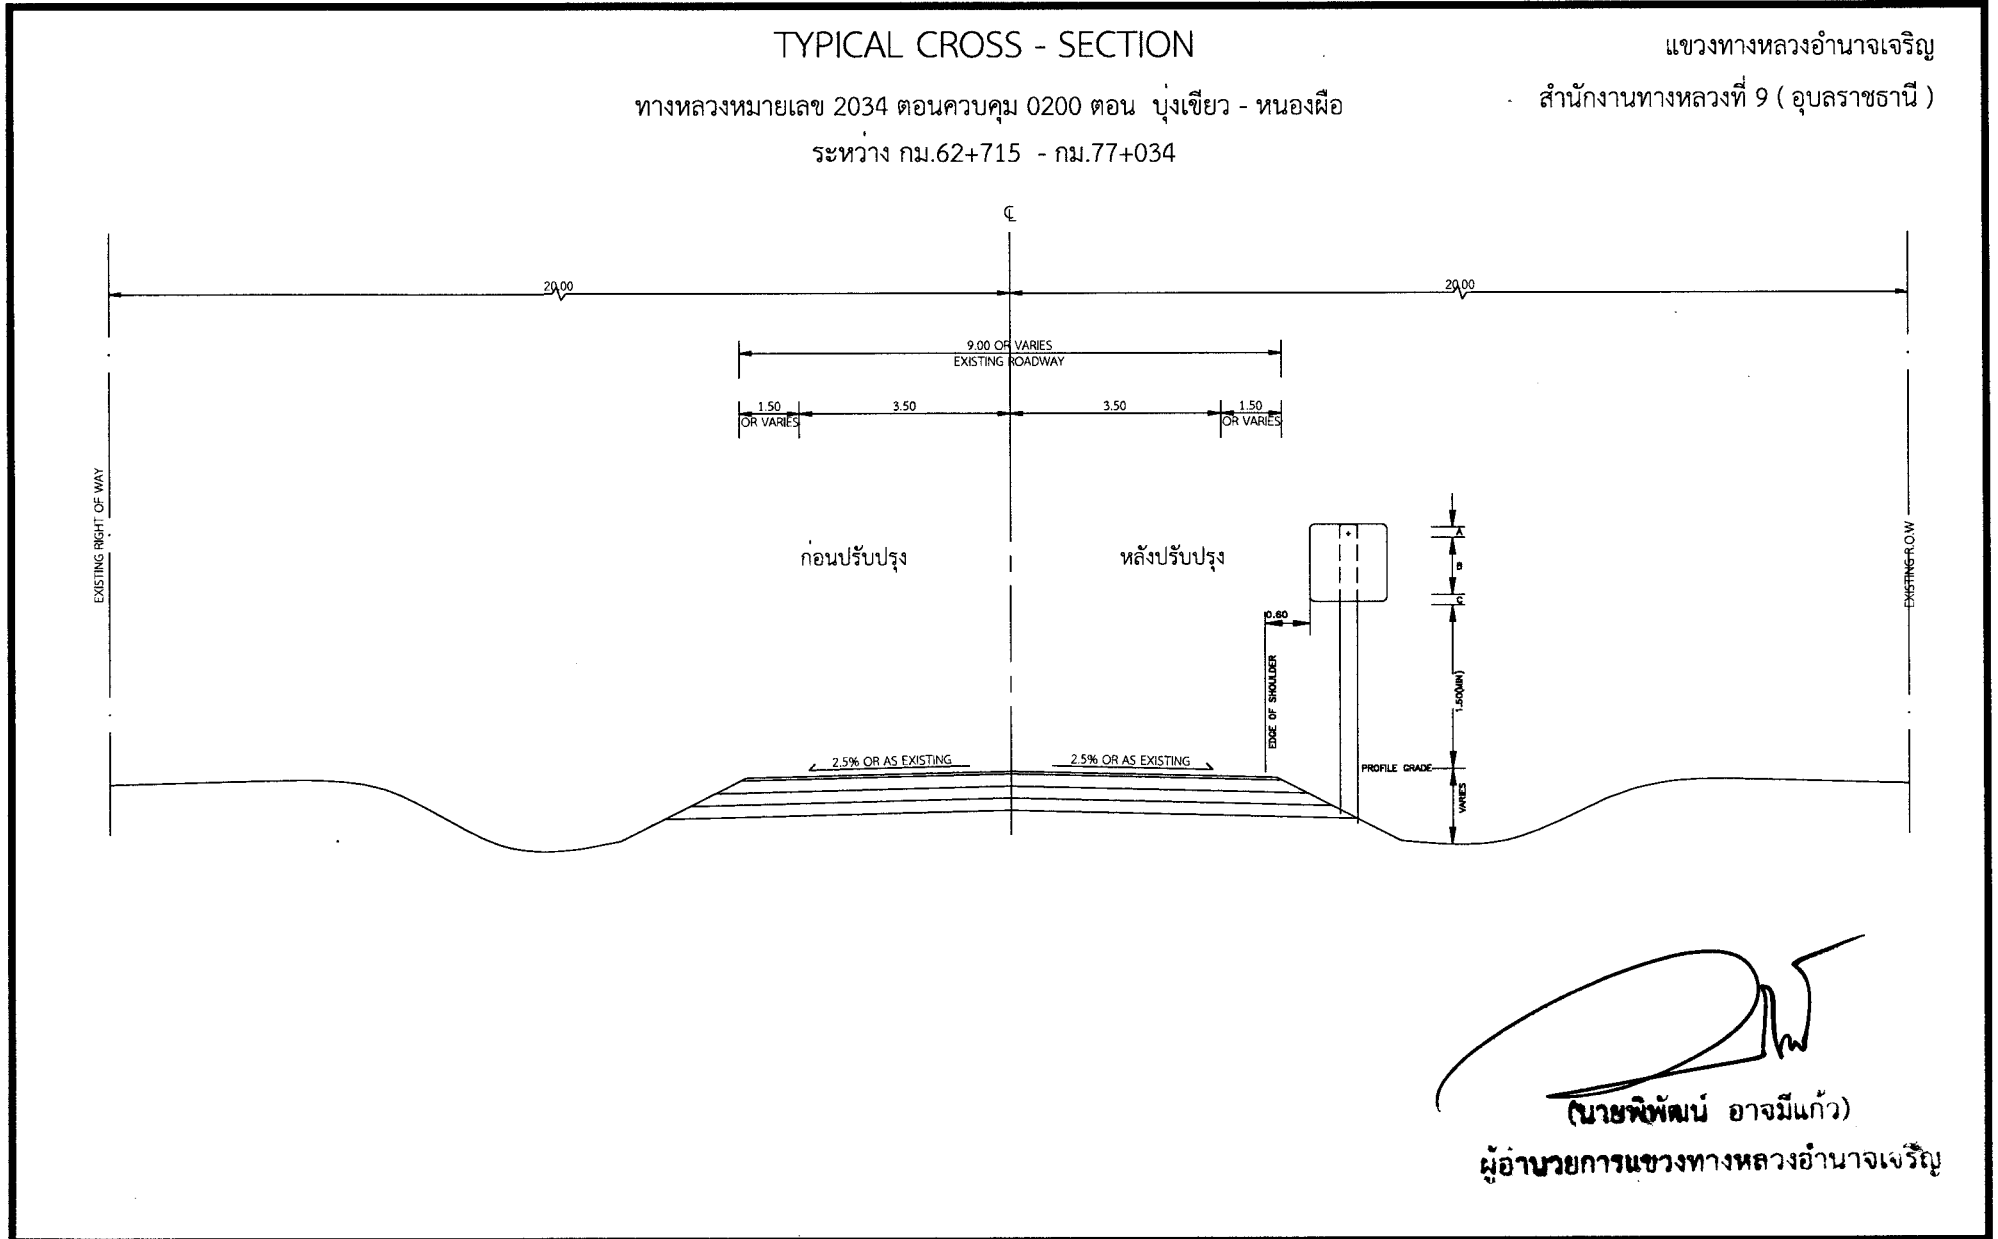 TYPICAL CROSS - SECTION
ทางหลวงหมายเลข 2034 ตอนควบคุม 0200 ตอน บุ่งเขียว - หนองผือ
ระหว่าง กม.62+715 - กม.77+034
แขวงทางหลวงอำนาจเจริญ
สำนักงานทางหลวงที่ 9 ( อุบลราชธานี )
℄
20.00
20.00
9.00 OR VARIES
EXISTING ROADWAY
1.50
OR VARIES
3.50
3.50
1.50
OR VARIES
EXISTING RIGHT OF WAY
ก่อนปรับปรุง
หลังปรับปรุง
A
B
C
EXISTING R.O.W
0.60
EDGE OF SHOULDER
1.50(MIN)
2.5% OR AS EXISTING
2.5% OR AS EXISTING
PROFILE GRADE
VARIES
(นายพิพัฒน์ อาจมีแก้ว)
ผู้อำนวยการแขวงทางหลวงอำนาจเจริญ